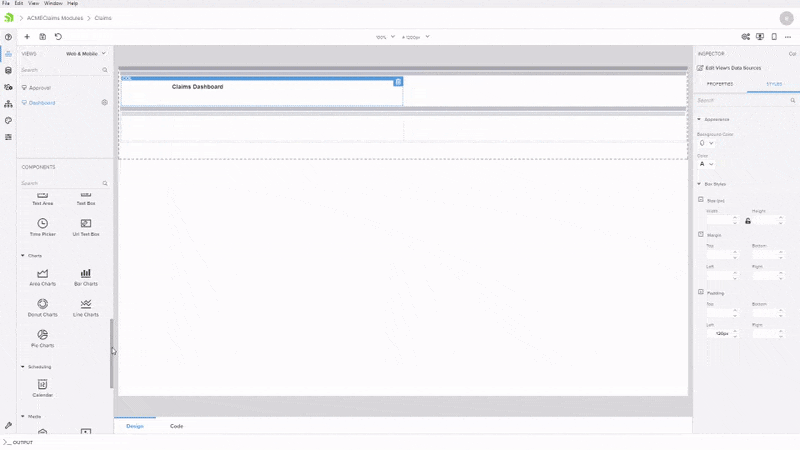 File Edit View Window Help
ACMEClaims Modules > Claims
VIEWS Web & Mobile
Search
Approval
Dashboard
COMPONENTS
Search
Text Area Text Box
Time Picker Url Text Box
Charts
Area Charts Bar Charts
Donut Charts Line Charts
Pie Charts
Scheduling
Calendar
Media
100%
Claims Dashboard
Design Code
>_ OUTPUT
INSPECTOR Col
Edit View's Data Sources
PROPERTIES STYLES
Search
Appearance
Background Color
Color
A
Box Styles
Width Height
Margin
Top Bottom
Left Right
Padding
Top Bottom
Left Right
120px